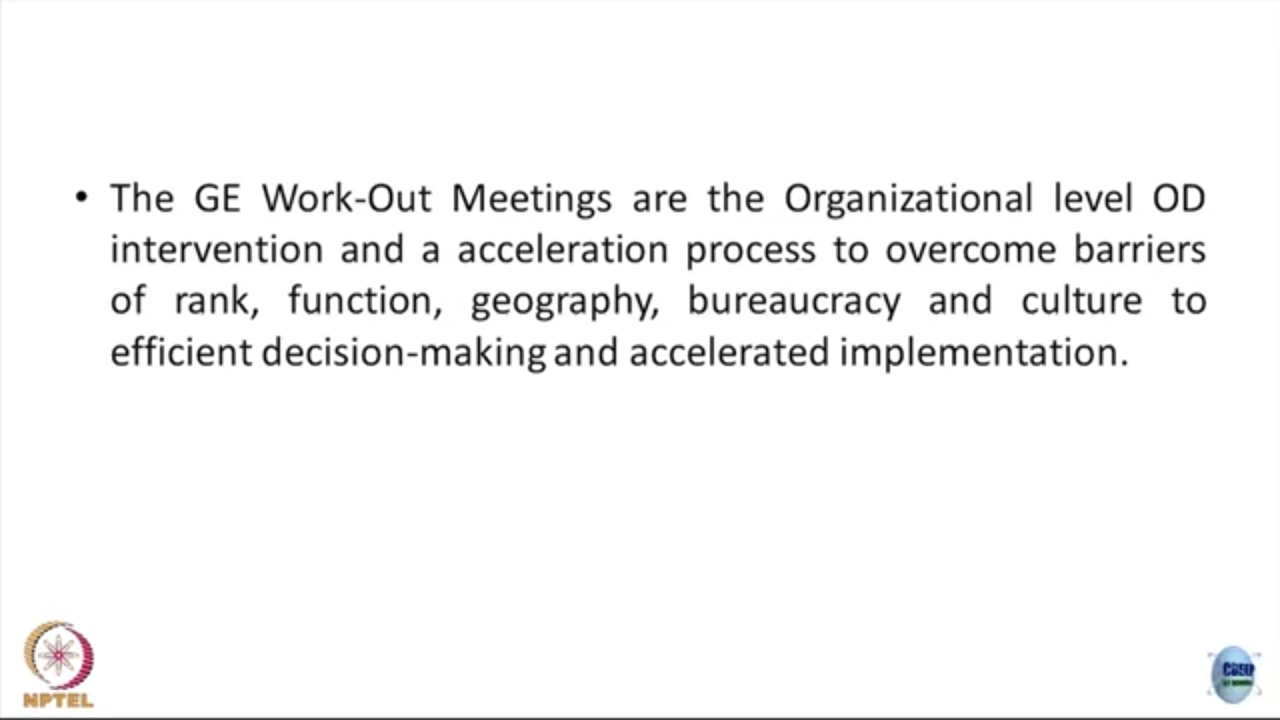 • The GE Work-Out Meetings are the Organizational level OD
intervention and a acceleration process to overcome barriers
of rank, function, geography, bureaucracy and culture to
efficient decision-making and accelerated implementation.
NPTEL